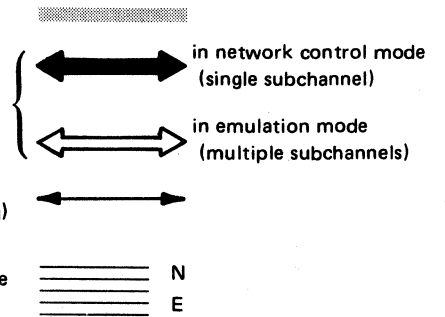 in network control mode
(single subchannel)
in emulation mode
(multiple subchannels)
)
e
N
E